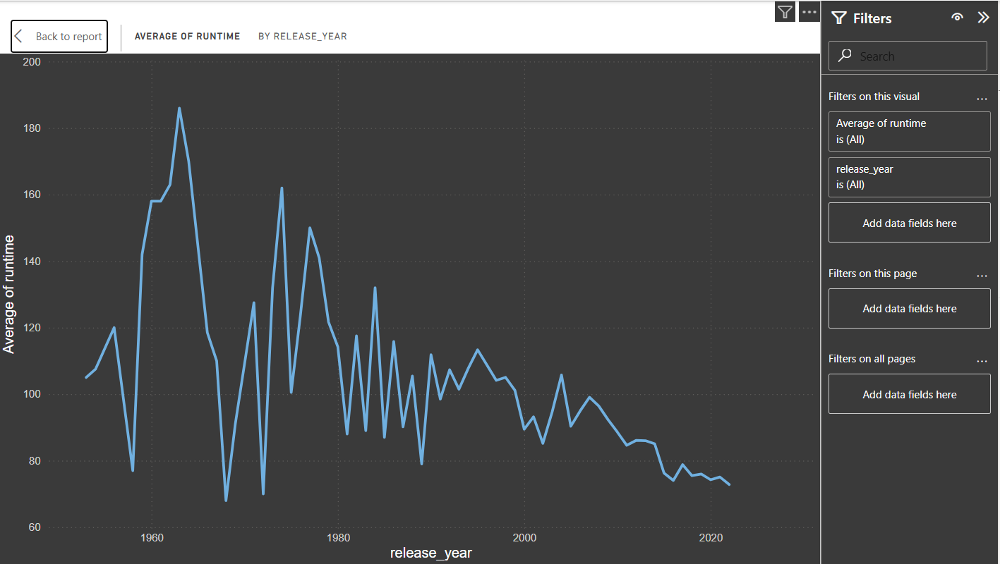 Back to report
AVERAGE OF RUNTIME
BY RELEASE_YEAR
200
180
160
140
120
100
80
60
Average of runtime
1960
1980
2000
2020
release_year
Filters
Search
Filters on this visual
...
Average of runtime
is (All)
release_year
is (All)
Add data fields here
Filters on this page
...
Add data fields here
Filters on all pages
...
Add data fields here